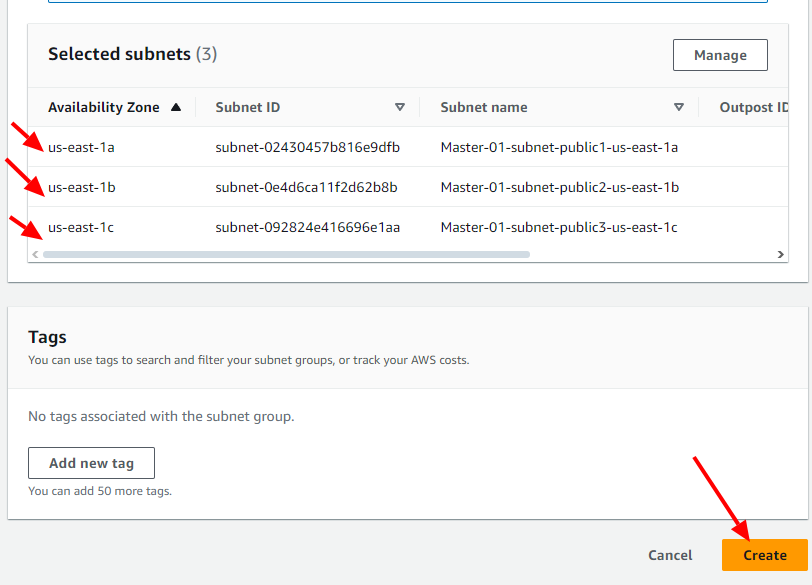 Selected subnets (3)
Manage
Availability Zone Subnet ID Subnet name Outpost ID
us-east-1a subnet-02430457b816e9dfb Master-01-subnet-public1-us-east-1a
us-east-1b subnet-0e4d6ca11f2d62b8b Master-01-subnet-public2-us-east-1b
us-east-1c subnet-092824e416696e1aa Master-01-subnet-public3-us-east-1c
Tags
You can use tags to search and filter your subnet groups, or track your AWS costs.
No tags associated with the subnet group.
Add new tag
You can add 50 more tags.
Cancel Create